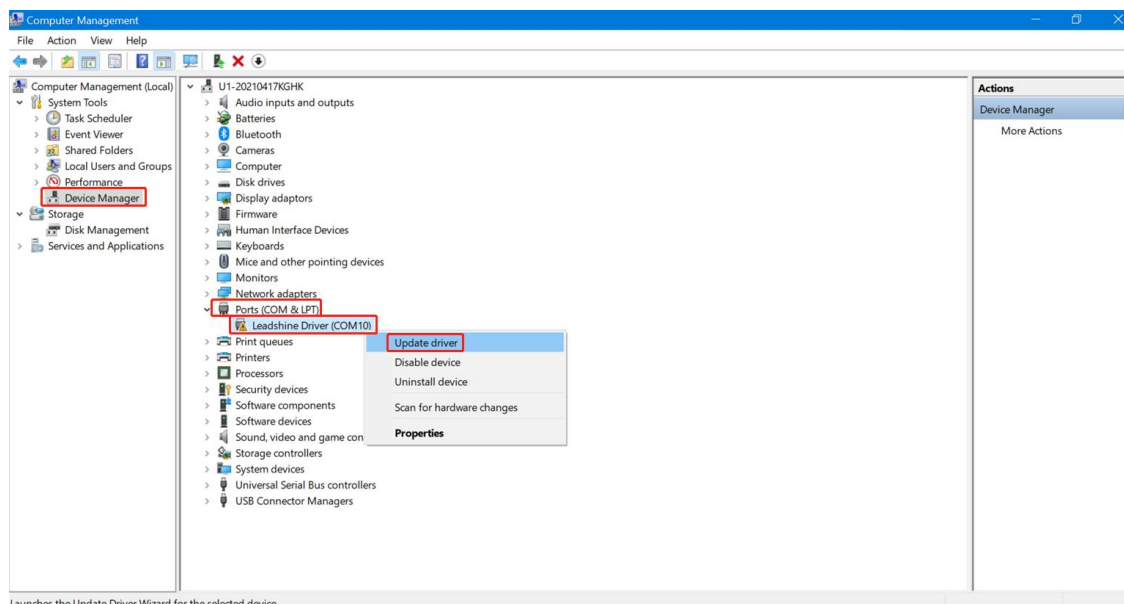 Computer Management
File Action View Help
Computer Management (Local)
System Tools
Task Scheduler
Event Viewer
Shared Folders
Local Users and Groups
Performance
Device Manager
Storage
Disk Management
Services and Applications
U1-20210417KGHK
Audio inputs and outputs
Batteries
Bluetooth
Cameras
Computer
Disk drives
Display adaptors
Firmware
Human Interface Devices
Keyboards
Mice and other pointing devices
Monitors
Network adapters
Ports (COM & LPT)
Leadshine Driver (COM10)
Print queues
Printers
Processors
Security devices
Software components
Software devices
Sound, video and game con
Storage controllers
System devices
Universal Serial Bus controllers
USB Connector Managers
Update driver
Disable device
Uninstall device
Scan for hardware changes
Properties
Actions
Device Manager
More Actions
Launches the Update Driver Wizard for the selected device.